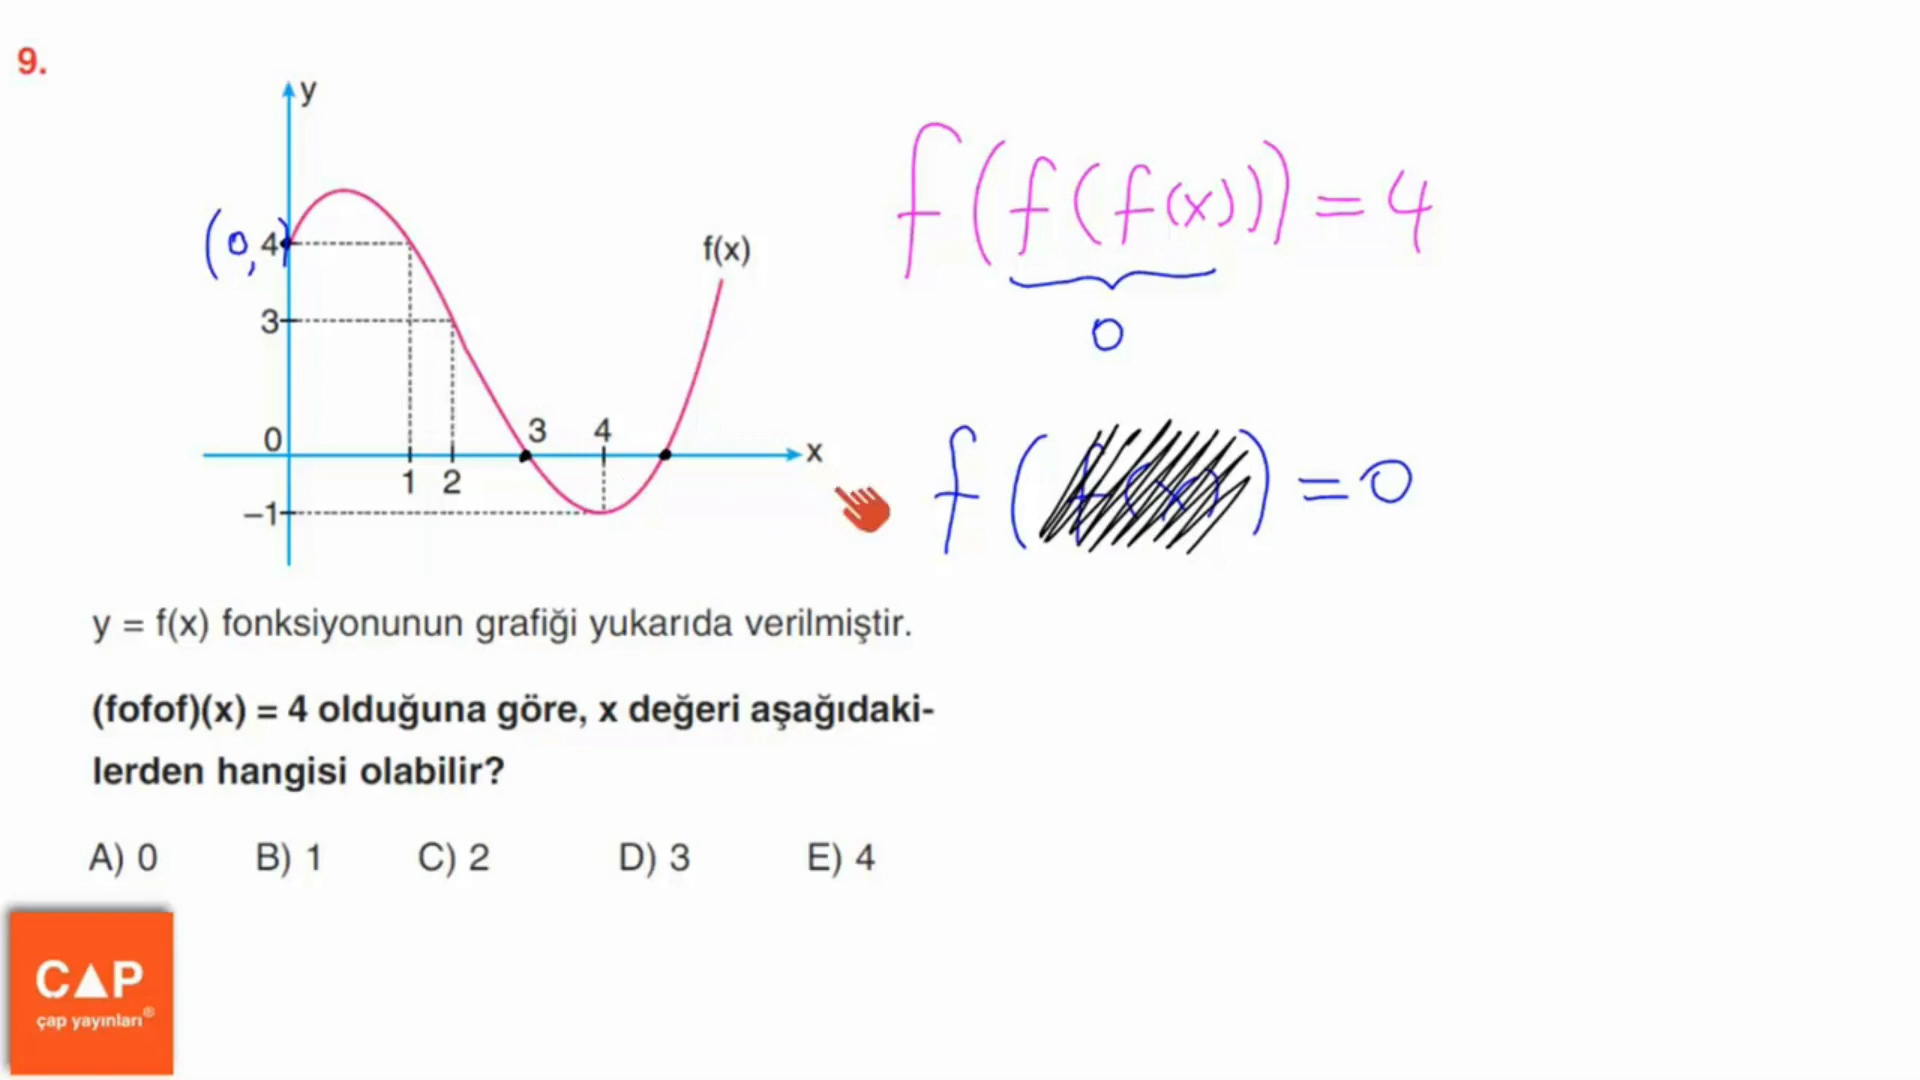 9.
y
f(f(f(x))) = 4
(0, 4)
f(x)
3
0
0
3 4
x
1 2
f( ) = 0
−1
y = f(x) fonksiyonunun grafiği yukarıda verilmiştir.
(fofof)(x) = 4 olduğuna göre, x değeri aşağıdaki-
lerden hangisi olabilir?
A) 0 B) 1 C) 2 D) 3 E) 4
CAP
çap yayınları®